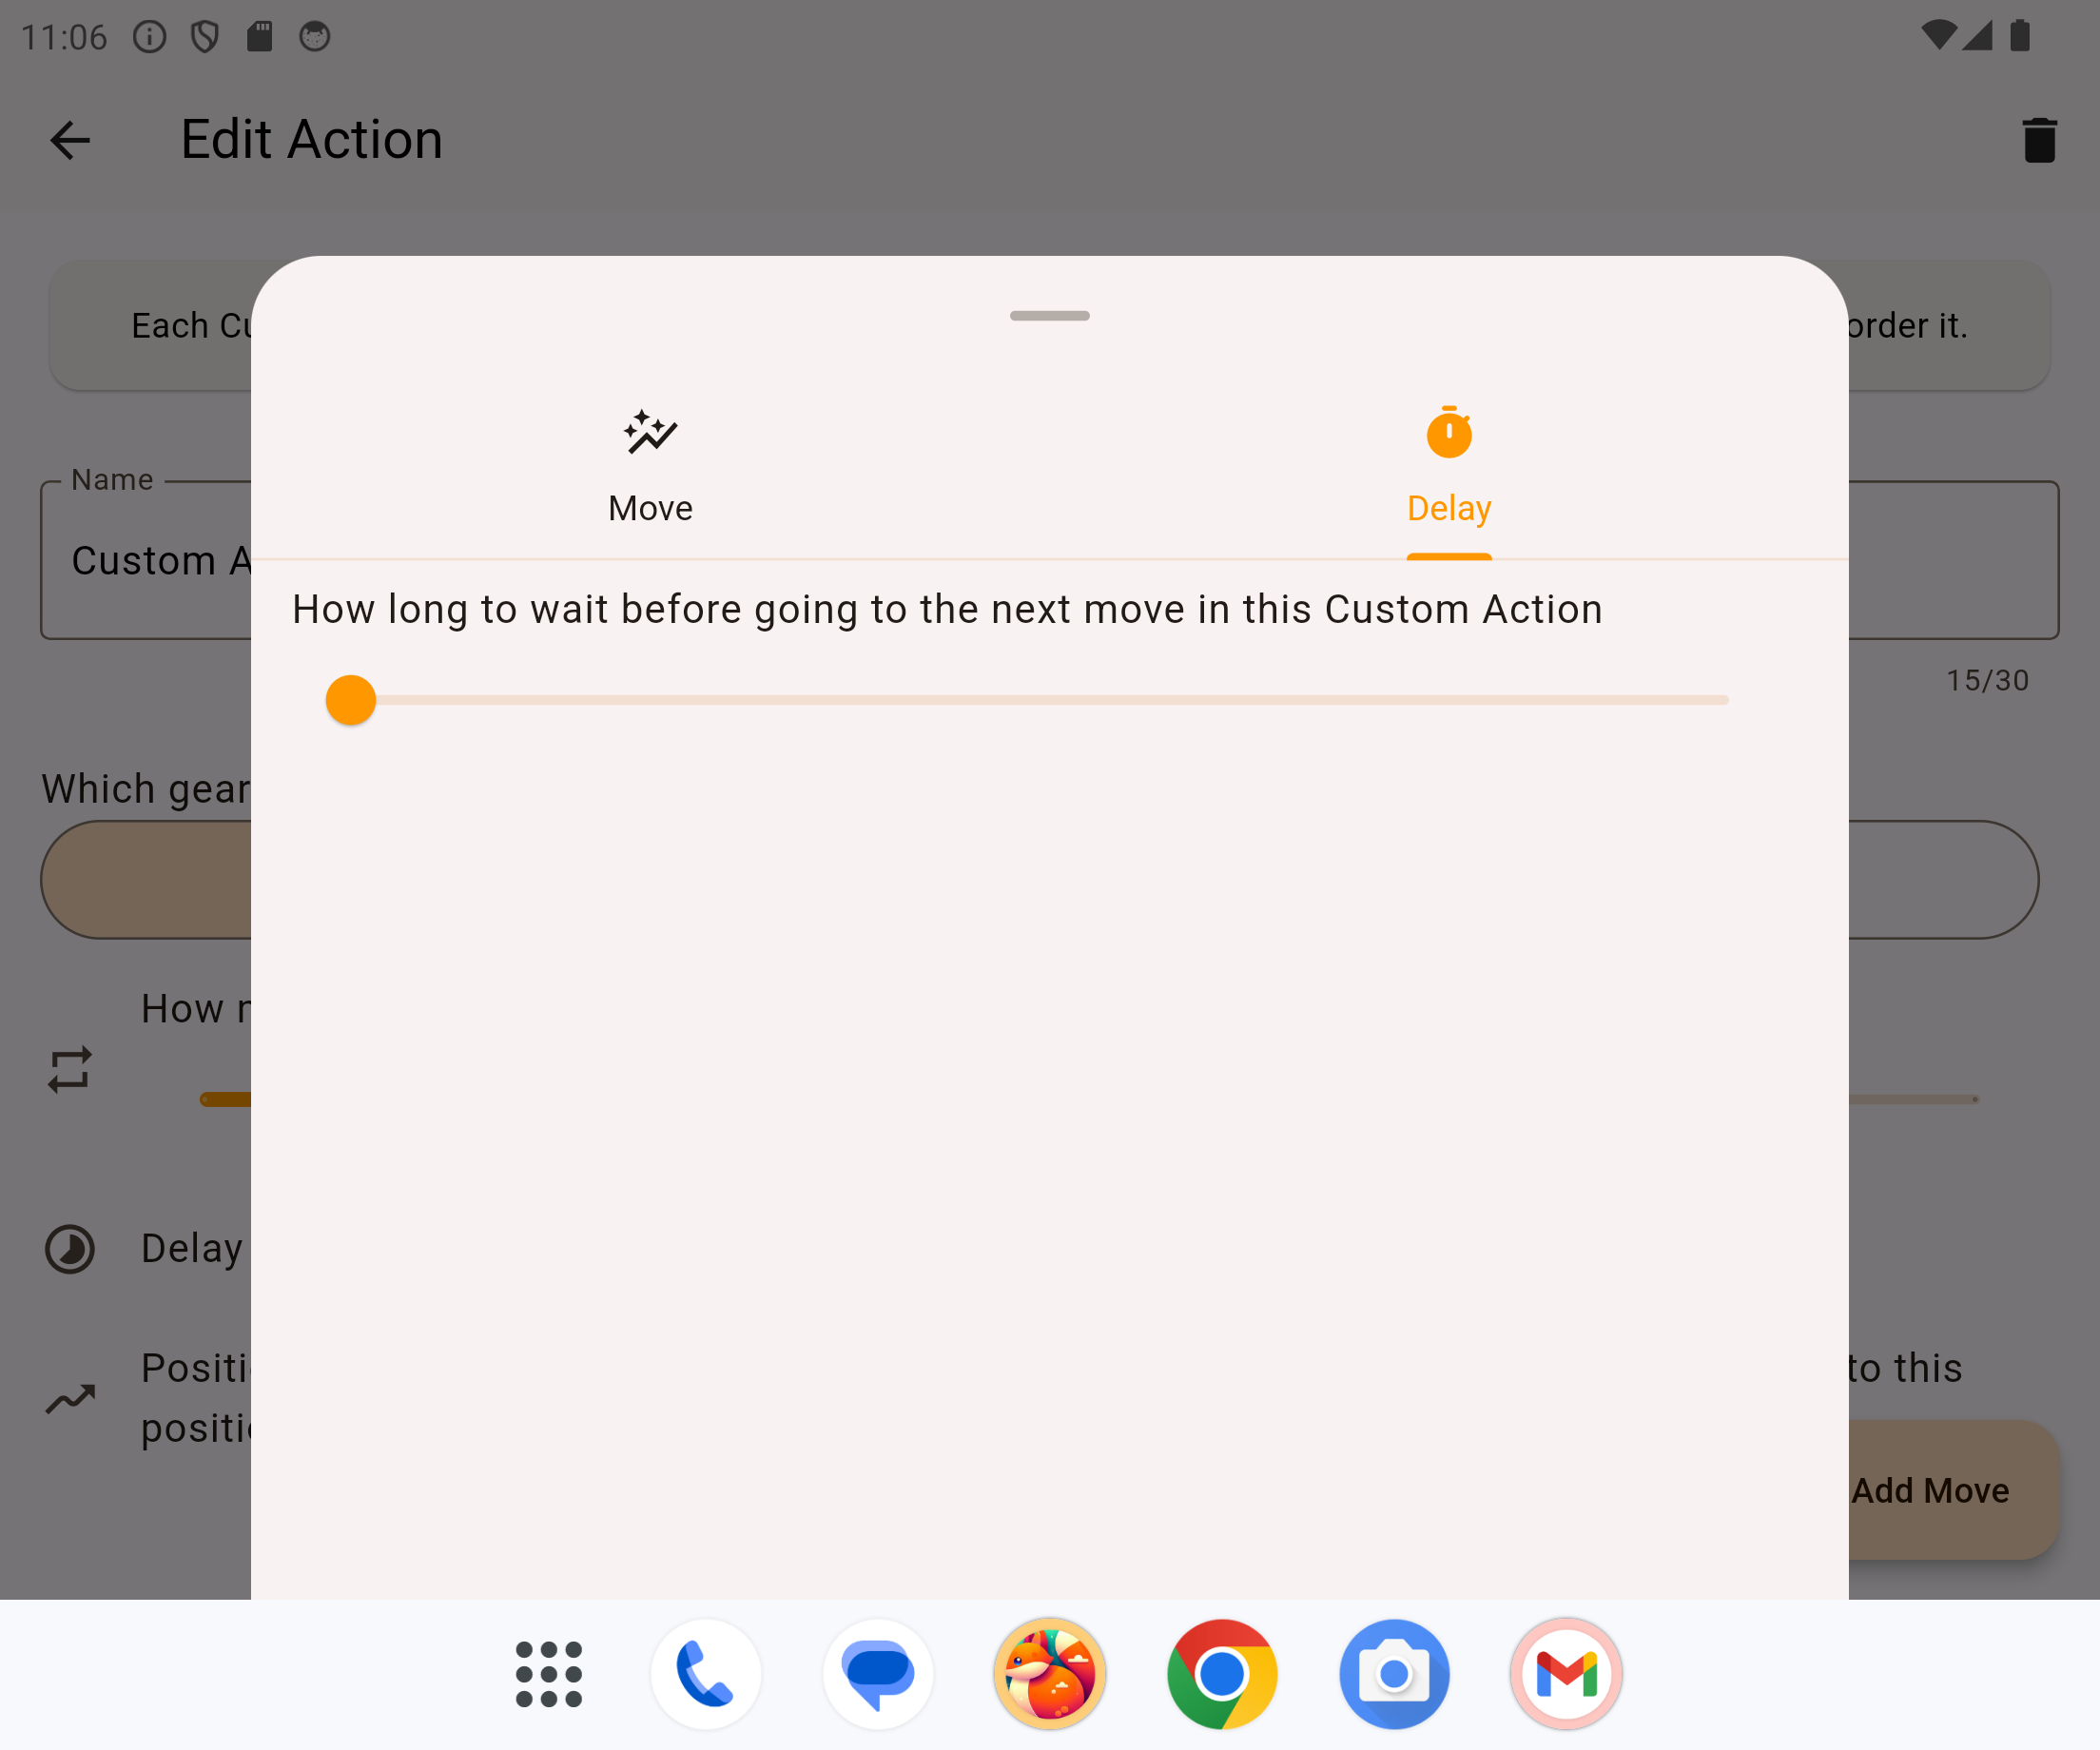 11:06
Edit Action
Each Cu
order it.
Move
Delay
Name
Custom A
How long to wait before going to the next move in this Custom Action
15/30
Which gear
How
Delay
Positi
to this
positi
Add Move